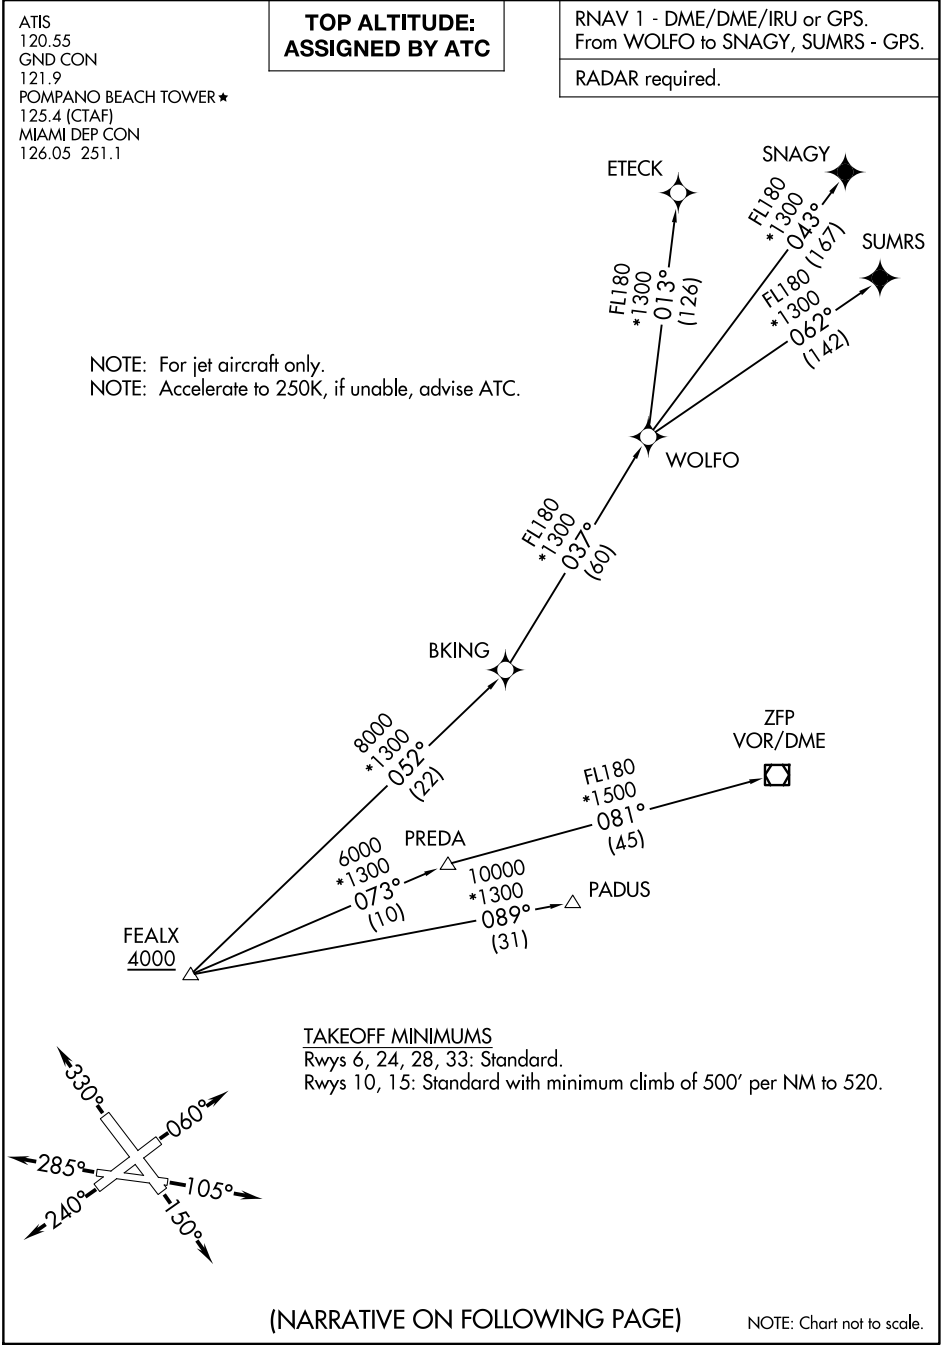 ATIS
120.55
GND CON
121.9
POMPANO BEACH TOWER★
125.4 (CTAF)
MIAMI DEP CON
126.05 251.1
TOP ALTITUDE:
ASSIGNED BY ATC
RNAV 1 - DME/DME/IRU or GPS.
From WOLFO to SNAGY, SUMRS - GPS.
RADAR required.
SNAGY
ETECK
FL180
*1300
043°
(167)
SUMRS
FL180
*1300
013°
(126)
FL180
*1300
062°
(142)
NOTE: For jet aircraft only.
NOTE: Accelerate to 250K, if unable, advise ATC.
WOLFO
FL180
*1300
037°
(60)
BKING
8000
*1300
052°
(22)
ZFP
VOR/DME
FL180
*1500
081°
(45)
PREDA
6000
*1300
073°
(10)
10000
*1300
089°
(31)
PADUS
FEALX
4000
TAKEOFF MINIMUMS
Rwys 6, 24, 28, 33: Standard.
Rwys 10, 15: Standard with minimum climb of 500' per NM to 520.
330°
060°
285°
105°
240°
150°
(NARRATIVE ON FOLLOWING PAGE)
NOTE: Chart not to scale.